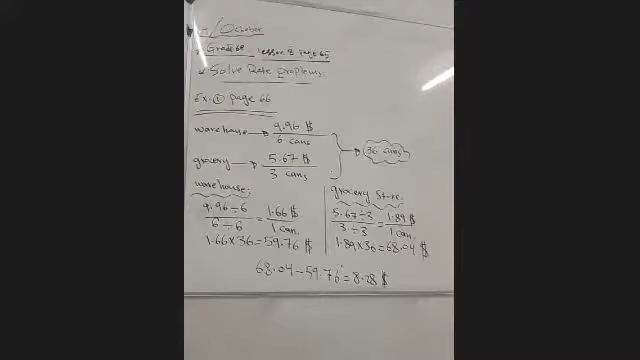 /October
Grade 6 lesson 8 page 65
* Solve Rate Problems.
Ex. ① page 66
warehouse → 9.96 $ / 6 cans
36 cans
grocery → 5.67 $ / 3 cans
warehouse:
9.96 ÷ 6 / 6 ÷ 6 = 1.66 $ / 1 can.
1.66 × 36 = 59.76 $
grocery store.
5.67 ÷ 3 / 3 ÷ 3 = 1.89 $ / 1 can.
1.89 × 36 = 68.04 $
68.04 - 59.76 = 8.28 $